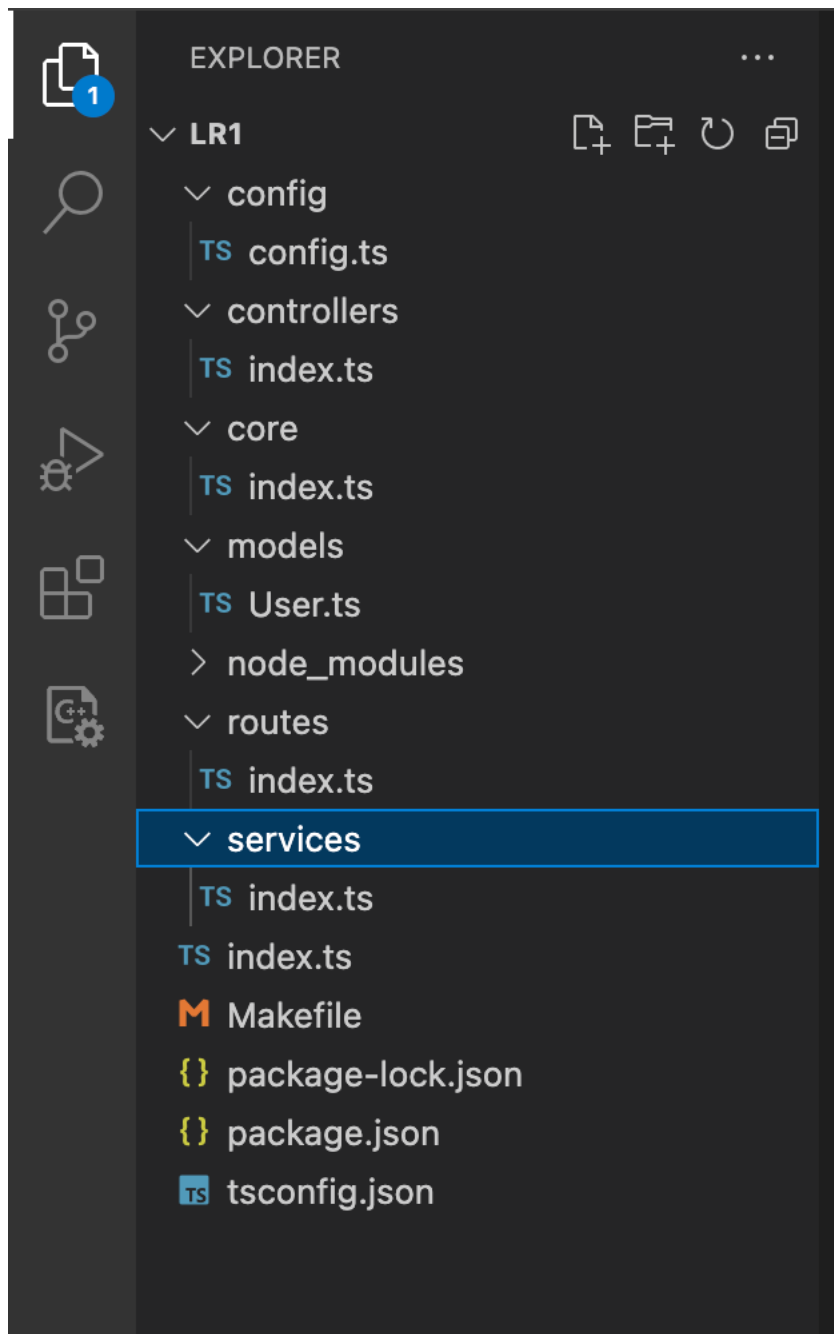 EXPLORER
1
LR1
config
TS config.ts
controllers
TS index.ts
core
TS index.ts
models
TS User.ts
node_modules
routes
TS index.ts
services
TS index.ts
TS index.ts
M Makefile
{} package-lock.json
{} package.json
TS tsconfig.json
C++